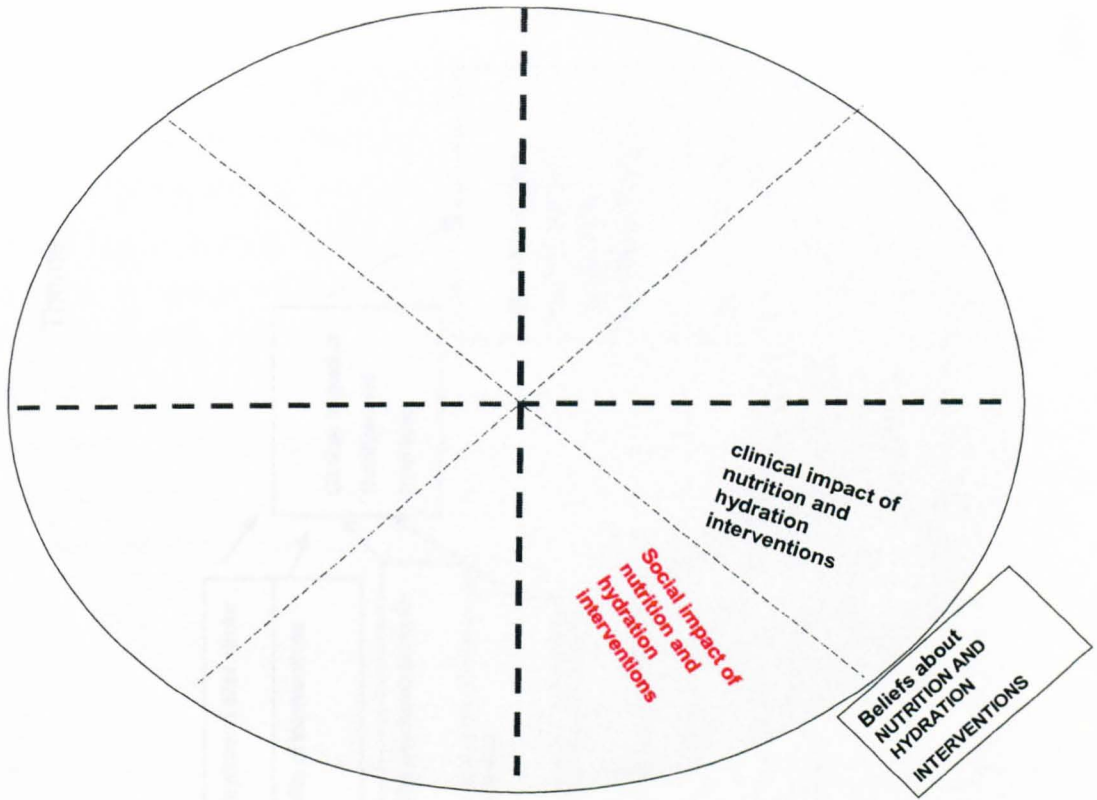 clinical impact of
nutrition and
hydration
interventions
Social impact of
nutrition and
hydration
interventions
Beliefs about
NUTRITION AND
HYDRATION
INTERVENTIONS